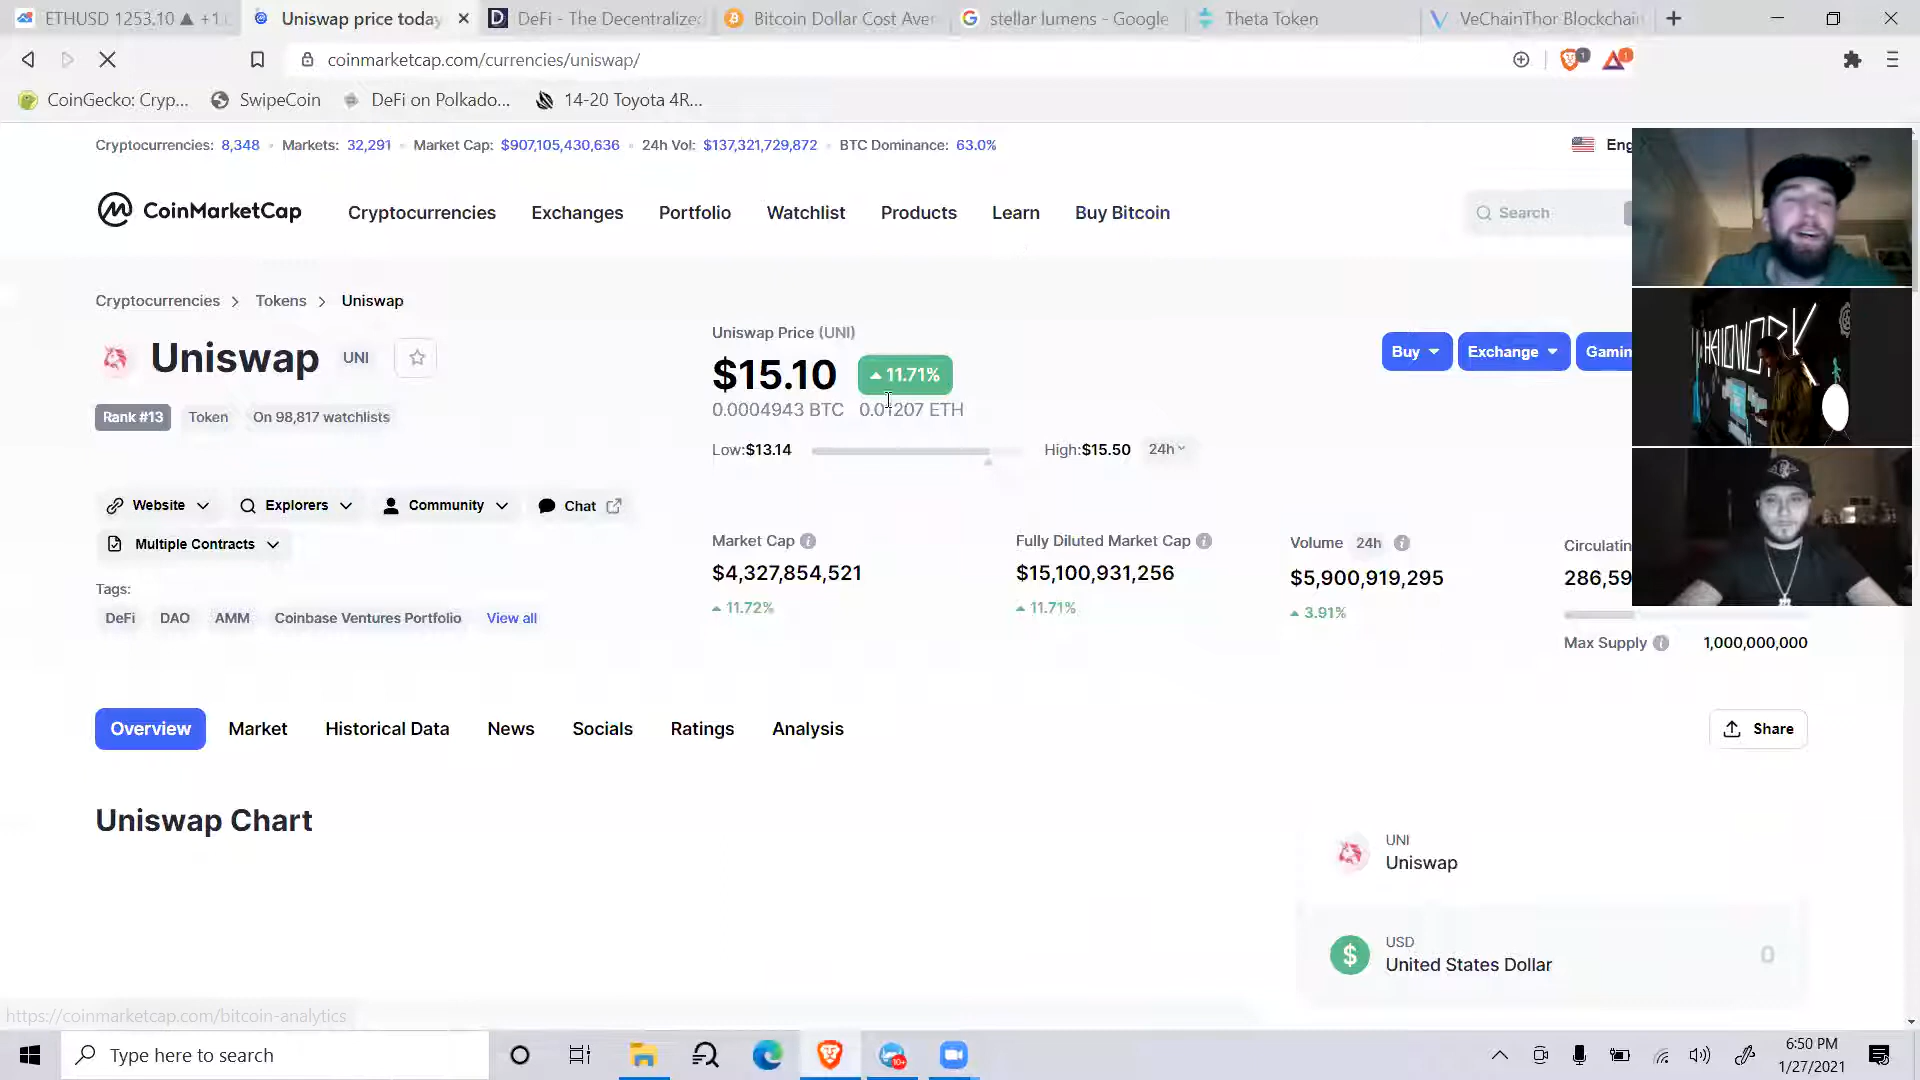 ETHUSD 1253.10 ▲ +1.
Uniswap price today
DeFi - The Decentralized
Bitcoin Dollar Cost Aver
stellar lumens - Google
Theta Token
VeChainThor Blockchain
coinmarketcap.com/currencies/uniswap/
1
1
CoinGecko: Cryp...
SwipeCoin
DeFi on Polkado...
14-20 Toyota 4R...
Cryptocurrencies: 8,348 • Markets: 32,291 • Market Cap: $907,105,430,636 • 24h Vol: $137,321,729,872 • BTC Dominance: 63.0%
Eng
CoinMarketCap
Cryptocurrencies
Exchanges
Portfolio
Watchlist
Products
Learn
Buy Bitcoin
Search
Cryptocurrencies > Tokens > Uniswap
Uniswap UNI
Rank #13
Token
On 98,817 watchlists
Website
Explorers
Community
Chat
Multiple Contracts
Tags:
DeFi
DAO
AMM
Coinbase Ventures Portfolio
View all
Uniswap Price (UNI)
$15.10
11.71%
0.0004943 BTC 0.01207 ETH
Low:$13.14
High:$15.50
24h
Buy
Exchange
Gamin
Market Cap
$4,327,854,521
11.72%
Fully Diluted Market Cap
$15,100,931,256
11.71%
Volume 24h
$5,900,919,295
3.91%
Circulatin
286,59
Max Supply 1,000,000,000
HELLOWORK
Overview
Market
Historical Data
News
Socials
Ratings
Analysis
Share
Uniswap Chart
UNI
Uniswap
USD
United States Dollar
0
https://coinmarketcap.com/bitcoin-analytics
Type here to search
10+
6:50 PM
1/27/2021